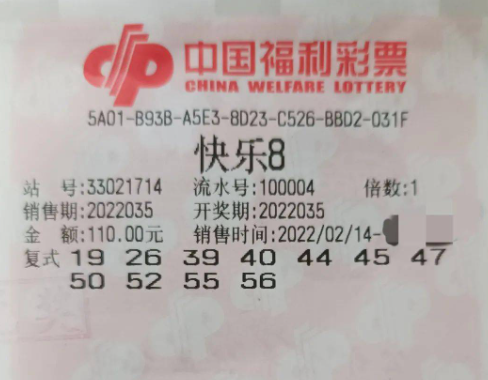 中国福利彩票
CHINA WELFARE LOTTERY
5A01-B93B-A5E3-8D23-C526-BBD2-031F
快乐8
站 号:33021714 流水号:100004 倍数:1
销售期:2022035 开奖期:2022035
金 额:110.00元 销售时间:2022/02/14-
复式 19 26 39 40 44 45 47
50 52 55 56